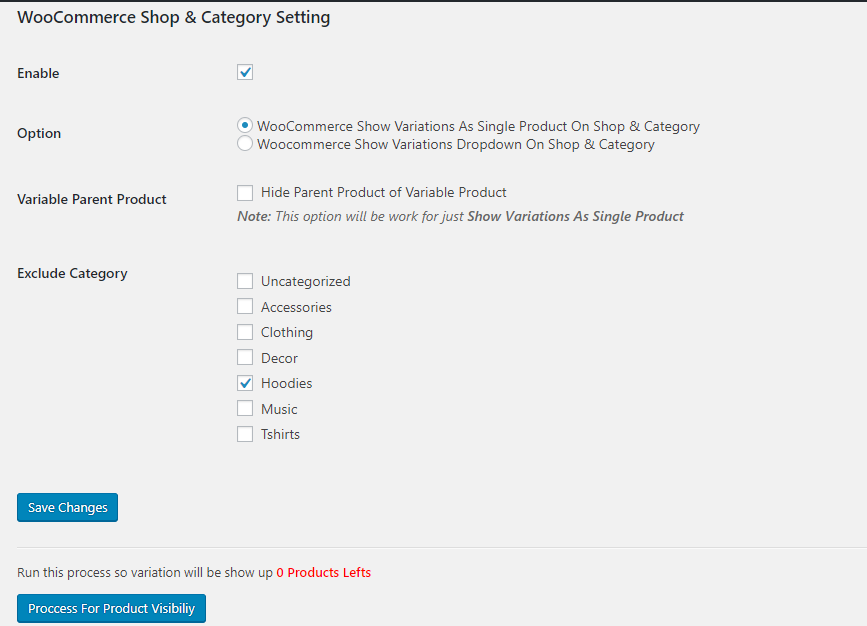 WooCommerce Shop & Category Setting
Enable
Option
WooCommerce Show Variations As Single Product On Shop & Category
Woocommerce Show Variations Dropdown On Shop & Category
Variable Parent Product
Hide Parent Product of Variable Product
Note: This option will be work for just Show Variations As Single Product
Exclude Category
Uncategorized
Accessories
Clothing
Decor
Hoodies
Music
Tshirts
Save Changes
Run this process so variation will be show up 0 Products Lefts
Proccess For Product Visibiliy